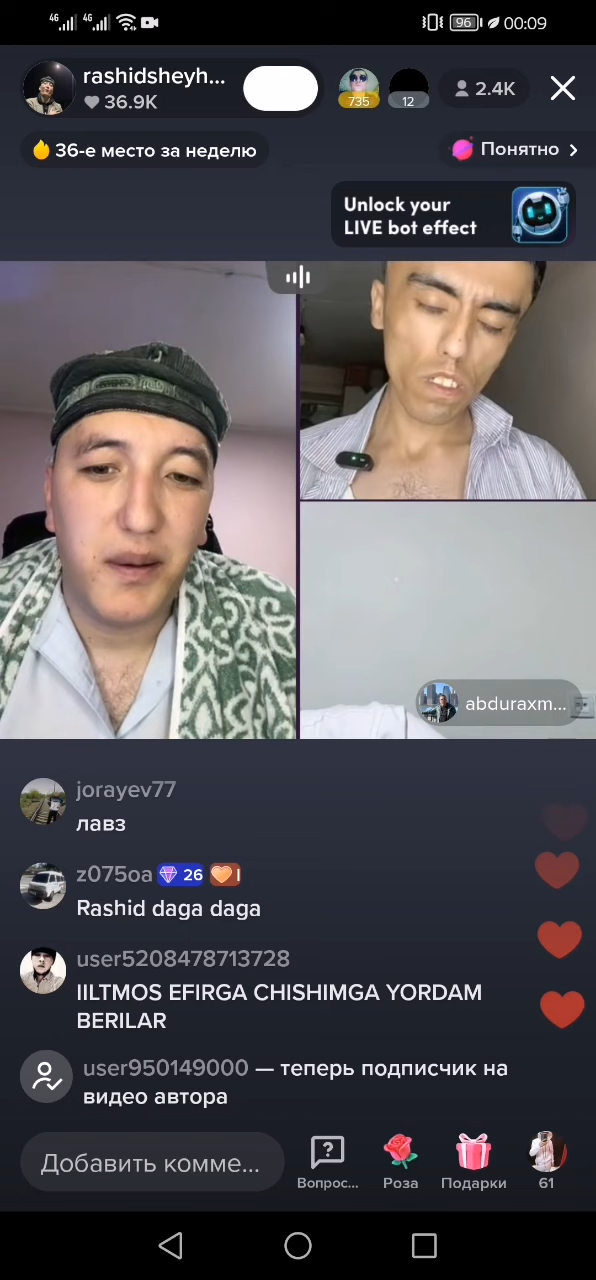 4G 4G 96 00:09
rashidsheyh...
36.9K
735
12
2.4K
36-е место за неделю
Понятно
Unlock your
LIVE bot effect
abduraxm...
jorayev77
лавз
z075oa 26 I
Rashid daga daga
user5208478713728
IILTMOS EFIRGA CHISHIMGA YORDAM
BERILAR
user950149000 — теперь подписчик на
видео автора
Добавить комме...
Вопрос...
Роза
Подарки
61